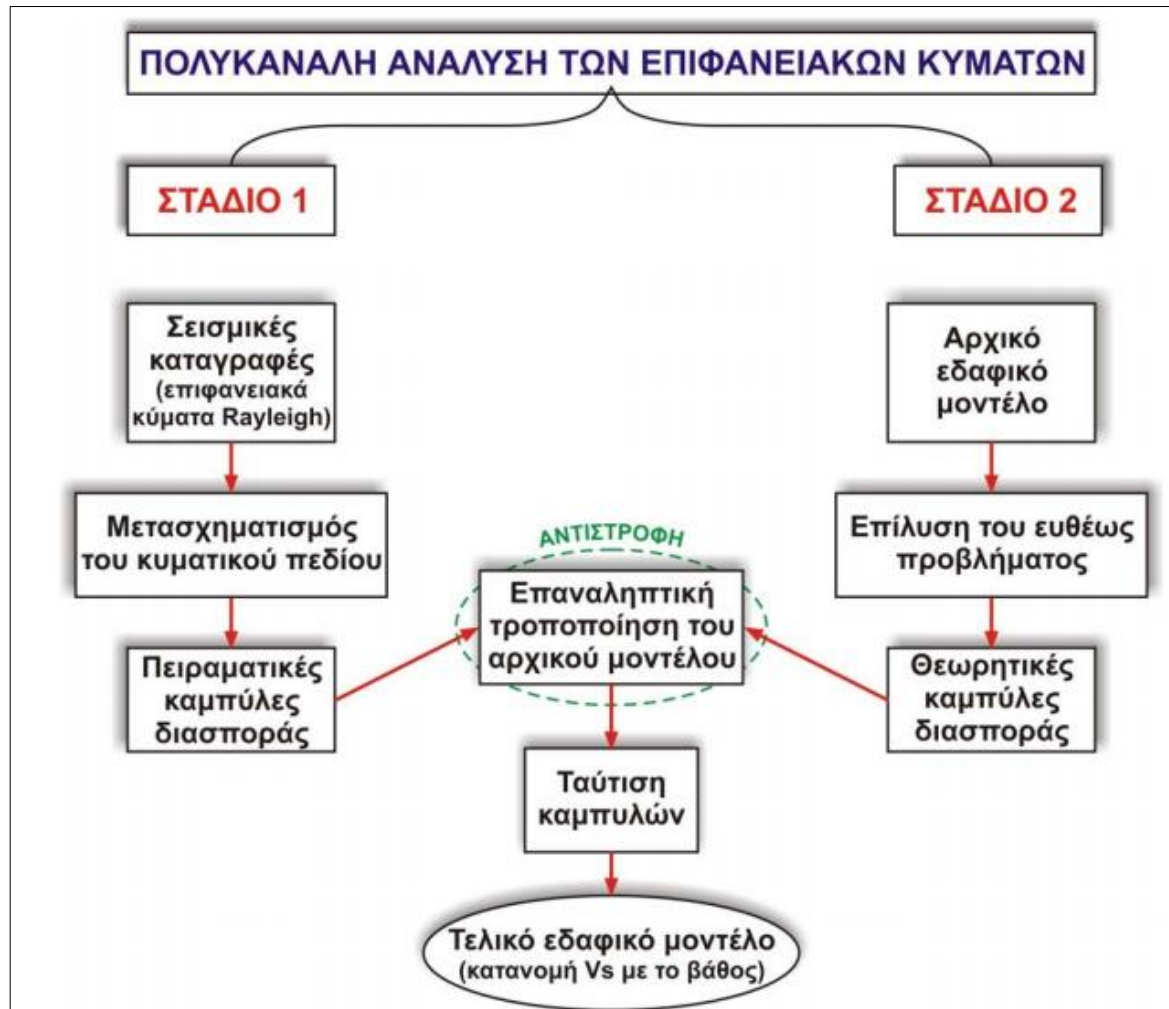 ΠΟΛΥΚΑΝΑΛΗ ΑΝΑΛΥΣΗ ΤΩΝ ΕΠΙΦΑΝΕΙΑΚΩΝ ΚΥΜΑΤΩΝ
ΣΤΑΔΙΟ 1
Σεισμικές
καταγραφές
(επιφανειακά
κύματα Rayleigh)
Μετασχηματισμός
του κυματικού πεδίου
Πειραματικές
καμπύλες
διασποράς
ΣΤΑΔΙΟ 2
Αρχικό
εδαφικό
μοντέλο
Επίλυση του ευθέως
προβλήματος
Θεωρητικές
καμπύλες
διασποράς
ΑΝΤΙΣΤΡΟΦΗ
Επαναληπτική
τροποποίηση του
αρχικού μοντέλου
Ταύτιση
καμπυλών
Τελικό εδαφικό μοντέλο
(κατανομή Vs με το βάθος)